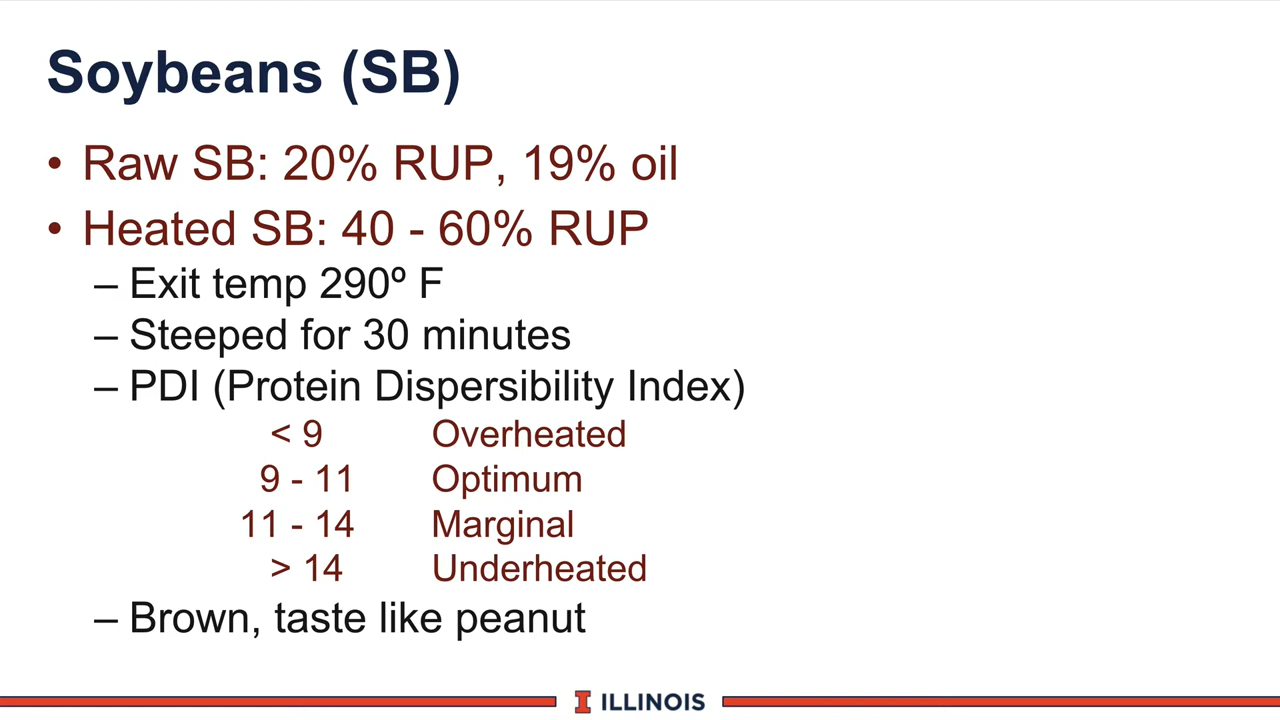 Soybeans (SB)
• Raw SB: 20% RUP, 19% oil
• Heated SB: 40 - 60% RUP
– Exit temp 290º F
– Steeped for 30 minutes
– PDI (Protein Dispersibility Index)
< 9 Overheated
9 - 11 Optimum
11 - 14 Marginal
> 14 Underheated
– Brown, taste like peanut
I ILLINOIS